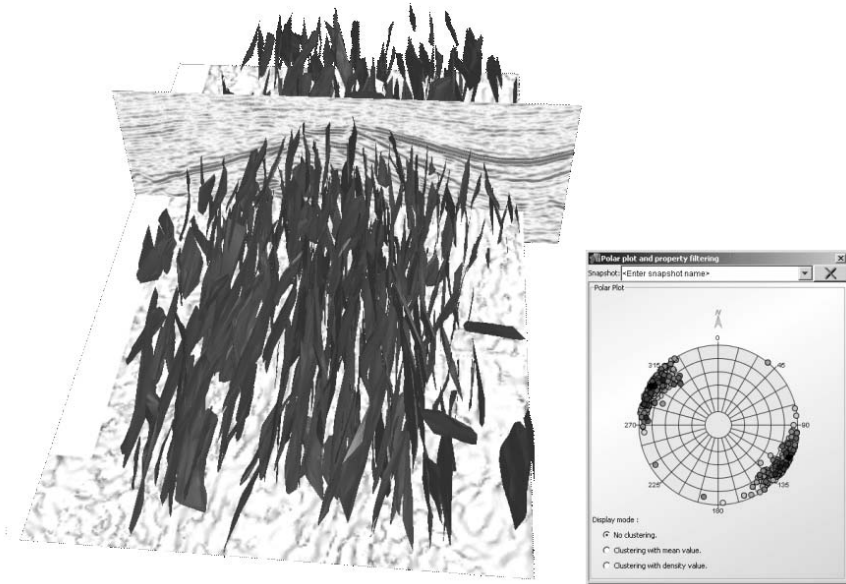 Polar plot and property filtering
Snapshot: <Enter snapshot name>
Polar Plot
N
315
45
270
90
225
135
180
Display mode :
No clustering.
Clustering with mean value.
Clustering with density value.